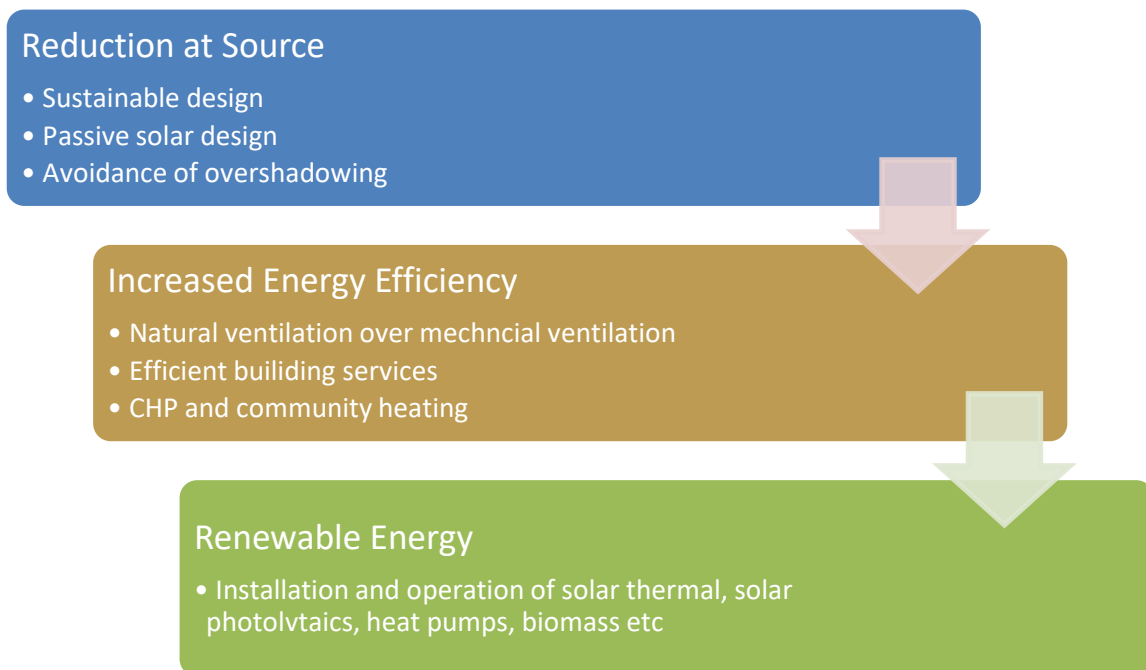 Reduction at Source
• Sustainable design
• Passive solar design
• Avoidance of overshadowing
Increased Energy Efficiency
• Natural ventilation over mechncial ventilation
• Efficient builiding services
• CHP and community heating
Renewable Energy
• Installation and operation of solar thermal, solar
photolvtaics, heat pumps, biomass etc